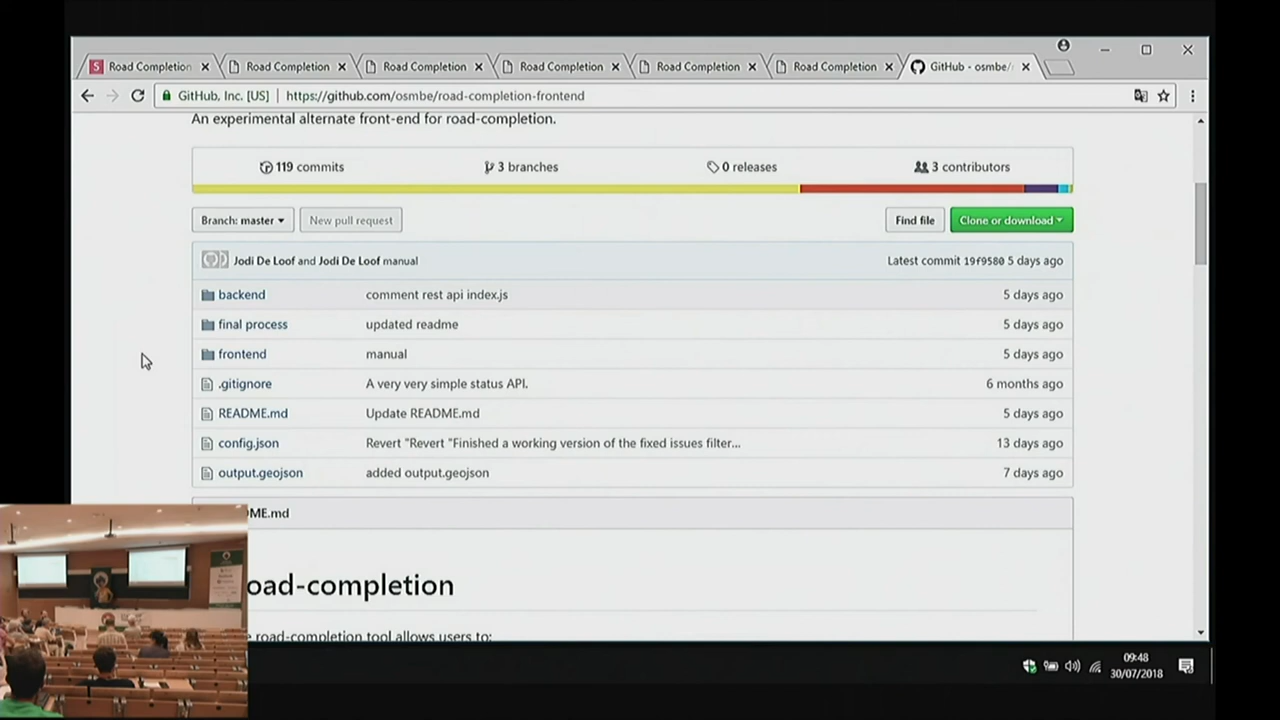 S Road Completion
Road Completion
Road Completion
Road Completion
Road Completion
Road Completion
GitHub - osmbe/
GitHub, Inc. [US] | https://github.com/osmbe/road-completion-frontend
An experimental alternate front-end for road-completion.
119 commits 3 branches 0 releases 3 contributors
Branch: master New pull request Find file Clone or download
Jodi De Loof and Jodi De Loof manual Latest commit 19f9580 5 days ago
backend comment rest api index.js 5 days ago
final process updated readme 5 days ago
frontend manual 5 days ago
.gitignore A very very simple status API. 6 months ago
README.md Update README.md 5 days ago
config.json Revert "Revert "Finished a working version of the fixed issues filter... 13 days ago
output.geojson added output.geojson 7 days ago
ME.md
oad-completion
road-completion tool allows users to:
09:48
30/07/2018